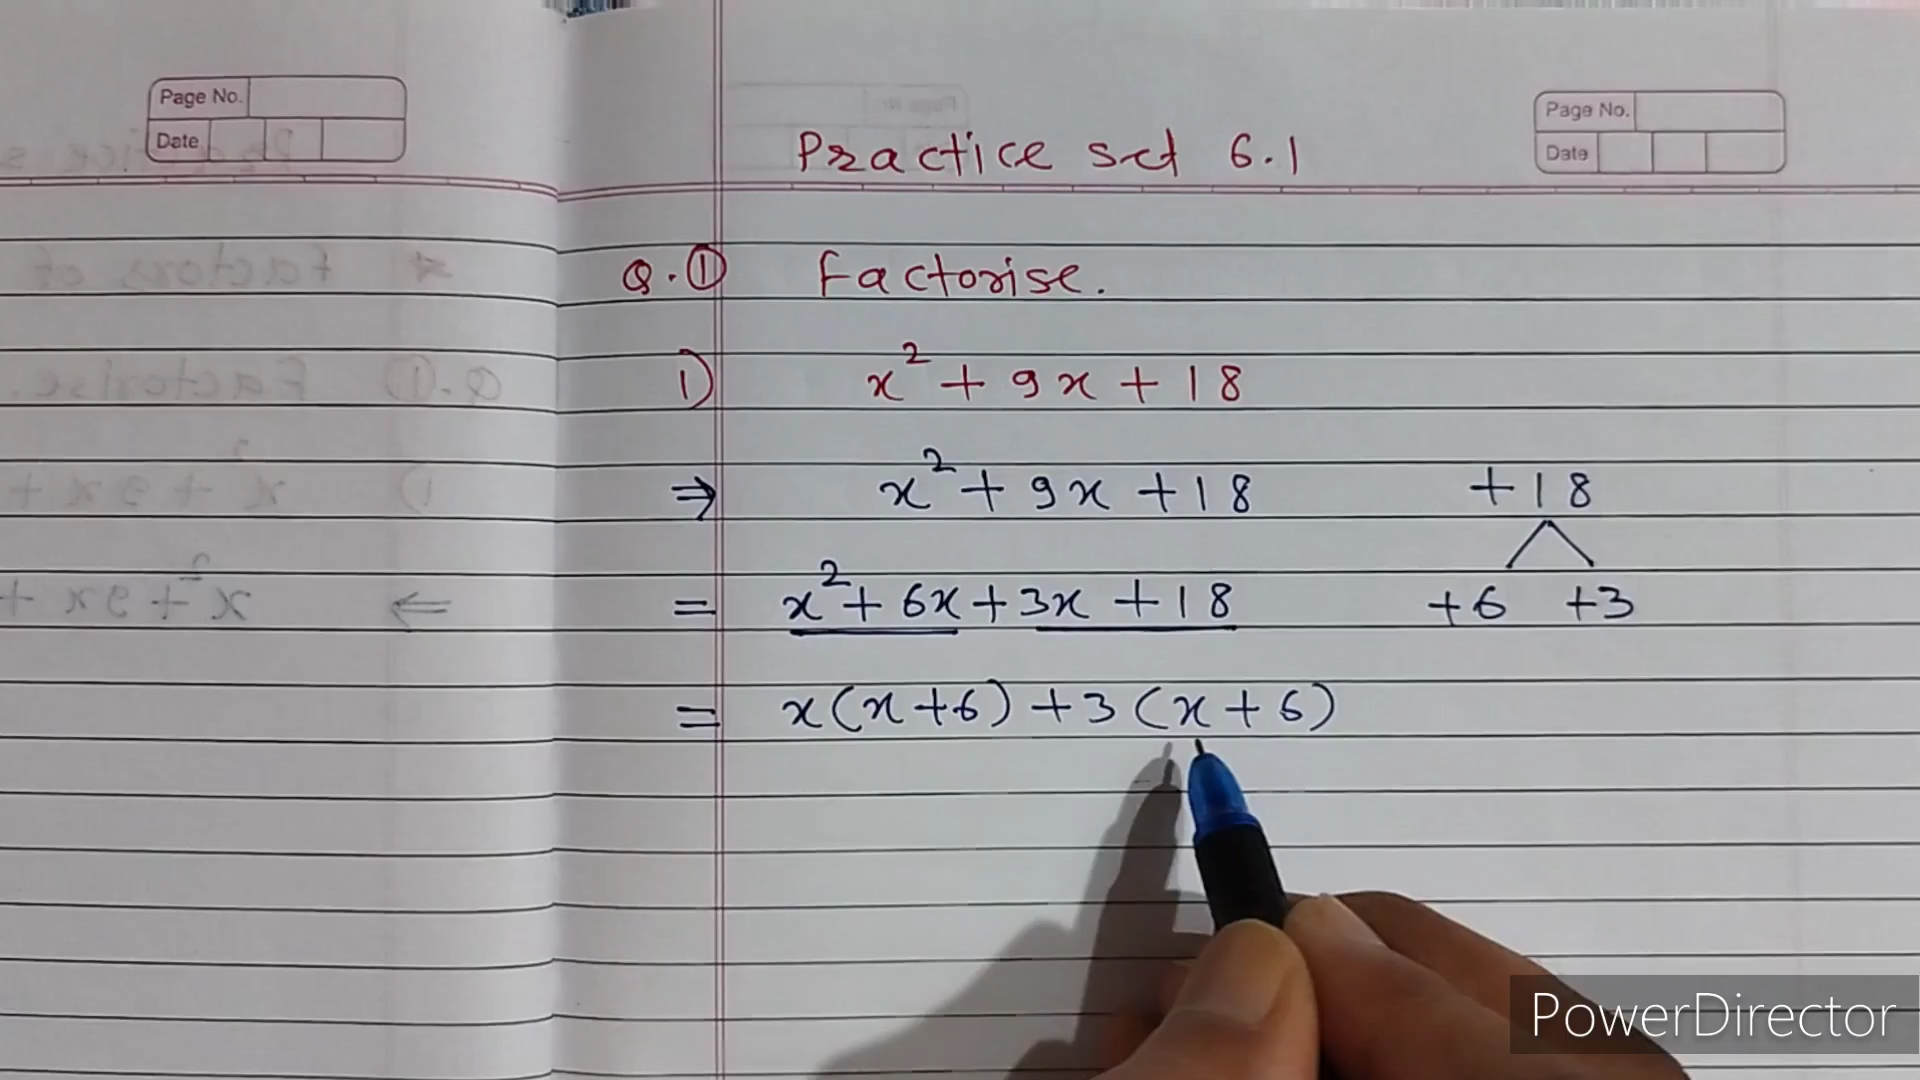 Page No.
Date
Page No.
Date
Practice set 6.1
Q.① Factorise.
1) x² + 9x + 18
⇒ x² + 9x + 18 +18
= x² + 6x + 3x + 18 +6 +3
= x(x+6) +3(x+6)
PowerDirector